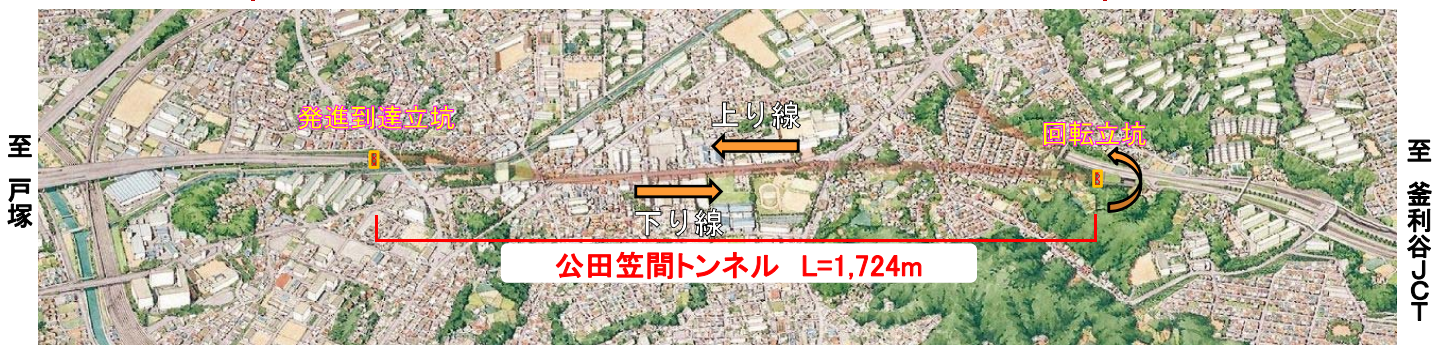 発進到達立坑
上り線
回転立坑
至 戸塚
至 釜利谷JCT
下り線
公田笠間トンネル L=1,724m